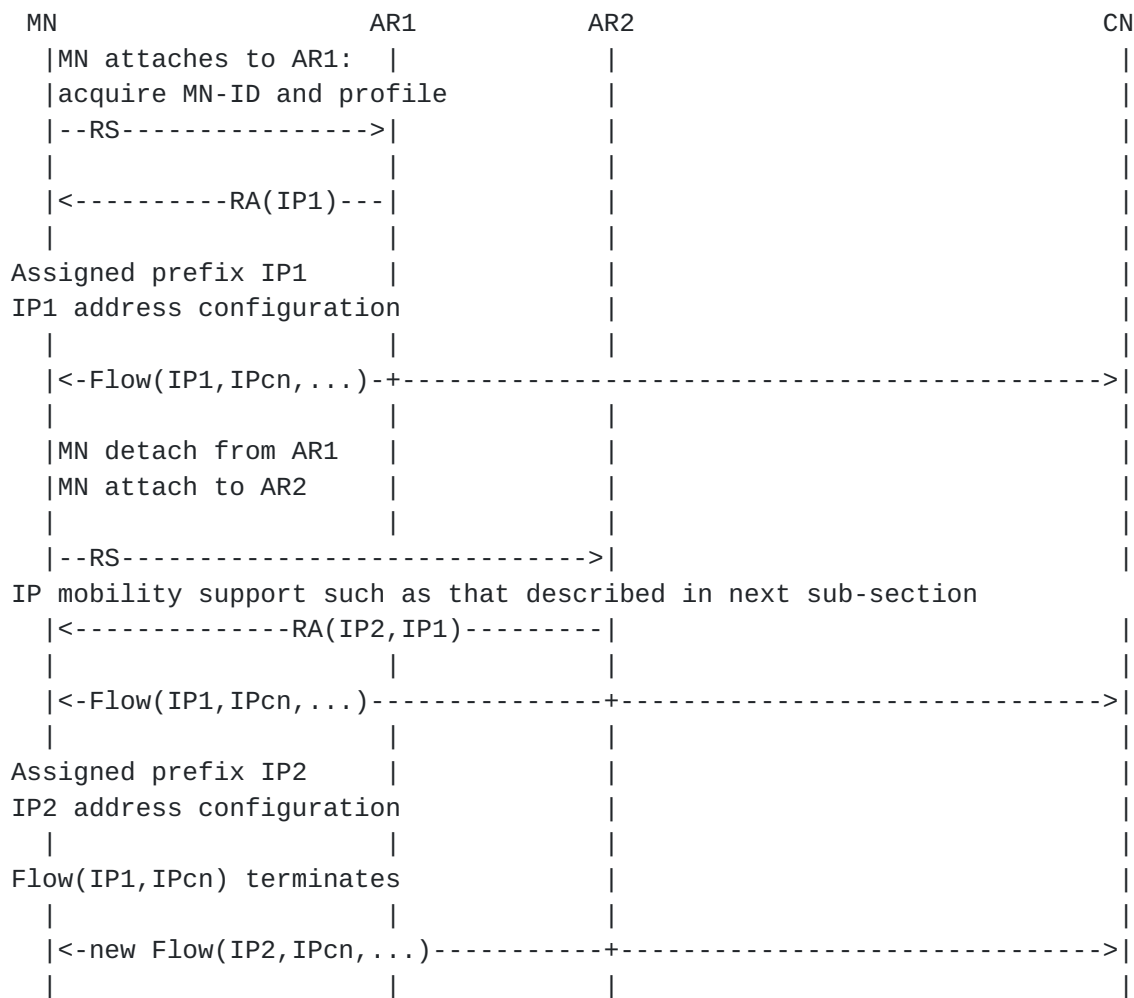 MN                    AR1            AR2                              CN
  |MN attaches to AR1:  |             |                                |
  |acquire MN-ID and profile          |                                |
  |--RS---------------->|             |                                |
  |                     |             |                                |
  |<----------RA(IP1)---|             |                                |
  |                     |             |                                |
Assigned prefix IP1     |             |                                |
IP1 address configuration             |                                |
  |                     |             |                                |
  |<-Flow(IP1,IPcn,...)-+--------------------------------------------->|
  |                     |             |                                |
  |MN detach from AR1   |             |                                |
  |MN attach to AR2     |             |                                |
  |                     |             |                                |
  |--RS------------------------------>|                                |
IP mobility support such as that described in next sub-section
  |<--------------RA(IP2,IP1)---------|                                |
  |                     |             |                                |
  |<-Flow(IP1,IPcn,...)---------------+------------------------------->|
  |                     |             |                                |
Assigned prefix IP2     |             |                                |
IP2 address configuration             |                                |
  |                     |             |                                |
Flow(IP1,IPcn) terminates             |                                |
  |                     |             |                                |
  |<-new Flow(IP2,IPcn,...)-----------+------------------------------->|
  |                     |             |                                |